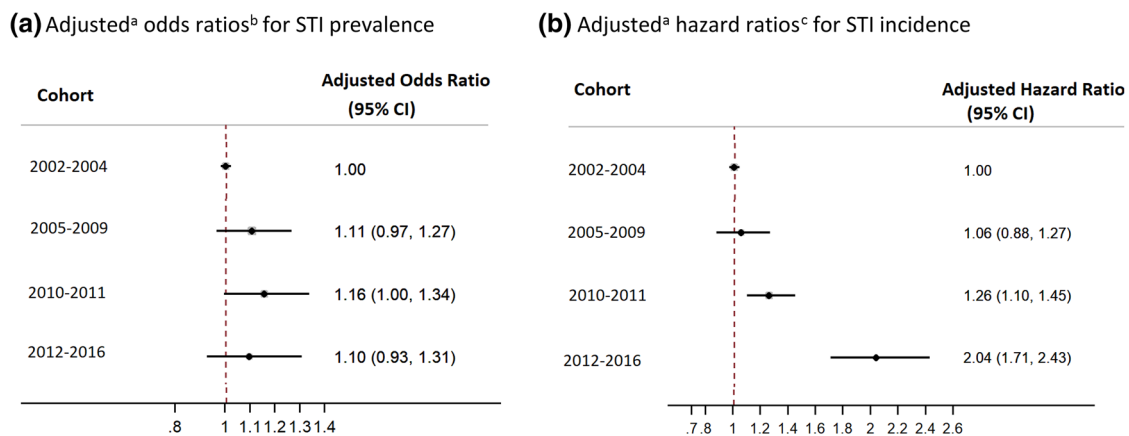 (a) Adjustedᵃ odds ratiosᵇ for STI prevalence
Cohort
Adjusted Odds Ratio
(95% CI)
2002-2004
1.00
2005-2009
1.11 (0.97, 1.27)
2010-2011
1.16 (1.00, 1.34)
2012-2016
1.10 (0.93, 1.31)
.8 1 1.1 1.2 1.3 1.4
(b) Adjustedᵃ hazard ratiosᶜ for STI incidence
Cohort
Adjusted Hazard Ratio
(95% CI)
2002-2004
1.00
2005-2009
1.06 (0.88, 1.27)
2010-2011
1.26 (1.10, 1.45)
2012-2016
2.04 (1.71, 2.43)
.7 .8 1 1.2 1.4 1.6 1.8 2 2.2 2.4 2.6